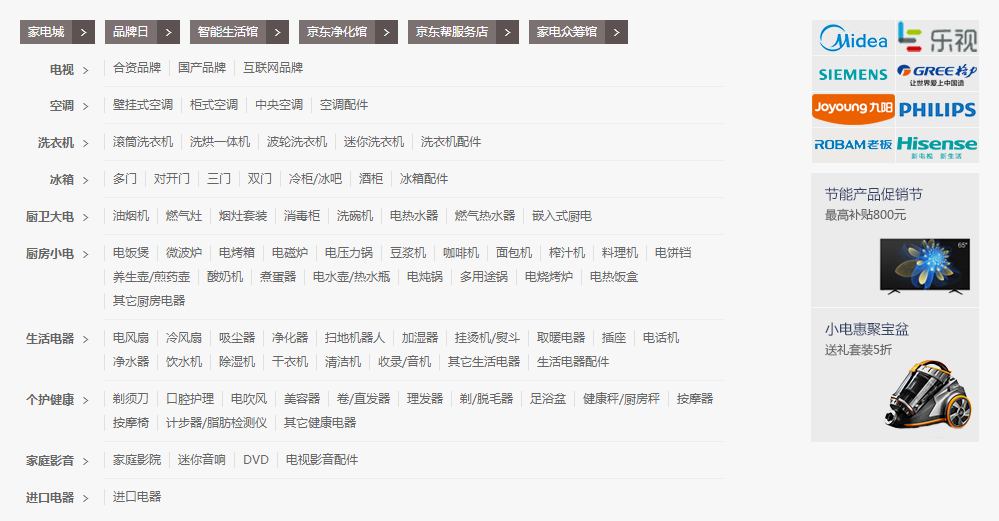 家电城 > 品牌日 > 智能生活馆 > 京东净化馆 > 京东帮服务店 > 家电众筹馆 >
电视 > 合资品牌 国产品牌 互联网品牌
空调 > 壁挂式空调 柜式空调 中央空调 空调配件
洗衣机 > 滚筒洗衣机 洗烘一体机 波轮洗衣机 迷你洗衣机 洗衣机配件
冰箱 > 多门 对开门 三门 双门 冷柜/冰吧 酒柜 冰箱配件
厨卫大电 > 油烟机 燃气灶 烟灶套装 消毒柜 洗碗机 电热水器 燃气热水器 嵌入式厨电
厨房小电 > 电饭煲 微波炉 电烤箱 电磁炉 电压力锅 豆浆机 咖啡机 面包机 榨汁机 料理机 电饼铛
养生壶/煎药壶 酸奶机 煮蛋器 电水壶/热水瓶 电炖锅 多用途锅 电烧烤炉 电热饭盒
其它厨房电器
生活电器 > 电风扇 冷风扇 吸尘器 净化器 扫地机器人 加湿器 挂烫机/熨斗 取暖电器 插座 电话机
净水器 饮水机 除湿机 干衣机 清洁机 收录/音机 其它生活电器 生活电器配件
个护健康 > 剃须刀 口腔护理 电吹风 美容器 卷/直发器 理发器 剃/脱毛器 足浴盆 健康秤/厨房秤 按摩器
按摩椅 计步器/脂肪检测仪 其它健康电器
家庭影音 > 家庭影院 迷你音响 DVD 电视影音配件
进口电器 > 进口电器
Midea 乐视
SIEMENS GREE格力
让世界爱上中国造
Joyoung九阳 PHILIPS
ROBAM老板 Hisense
新电视 新生活
节能产品促销节
最高补贴800元
65"
小电惠聚宝盆
送礼套装5折